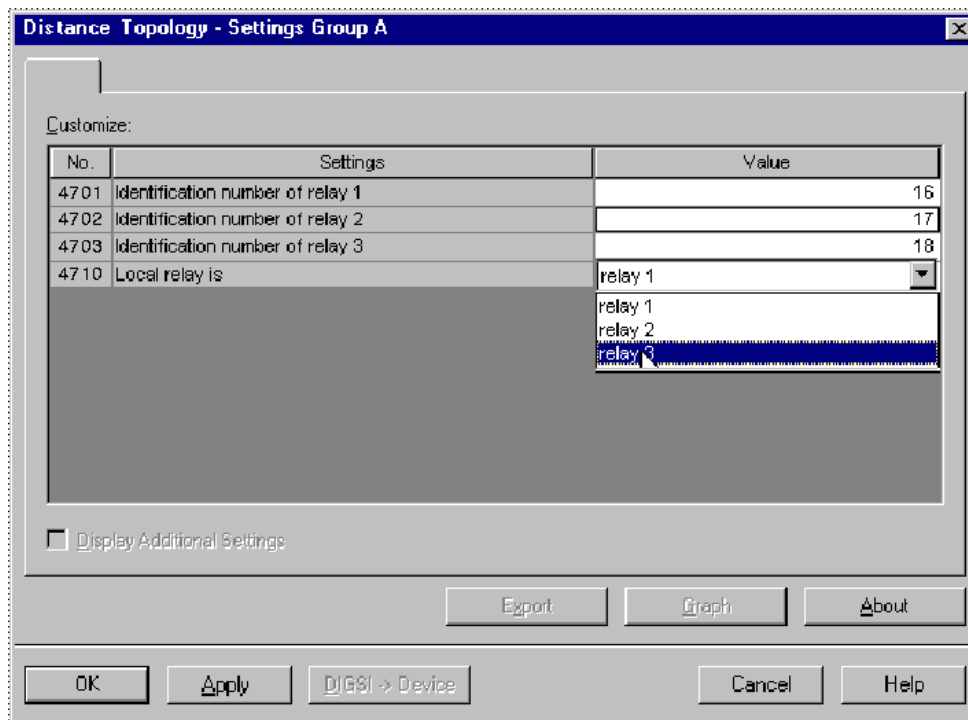 Distance Topology - Settings Group A
Customize:
No. Settings Value
4701 Identification number of relay 1 16
4702 Identification number of relay 2 17
4703 Identification number of relay 3 18
4710 Local relay is relay 1
relay 1
relay 2
relay 3
Display Additional Settings
Export Graph About
OK Apply DIGSI -> Device Cancel Help